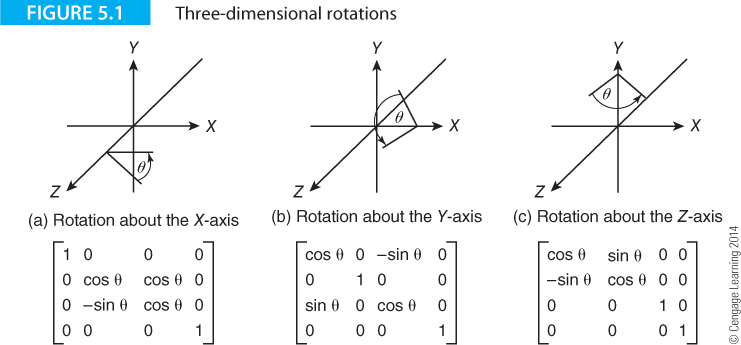 FIGURE 5.1 Three-dimensional rotations
Y Y Y
θ θ
X X X
θ
Z Z Z
(a) Rotation about the X-axis (b) Rotation about the Y-axis (c) Rotation about the Z-axis
1 0 0 0 cos θ 0 –sin θ 0 cos θ sin θ 0 0
0 cos θ cos θ 0 0 1 0 0 –sin θ cos θ 0 0
0 –sin θ cos θ 0 sin θ 0 cos θ 0 0 0 1 0
0 0 0 1 0 0 0 1 0 0 0 1
© Cengage Learning 2014